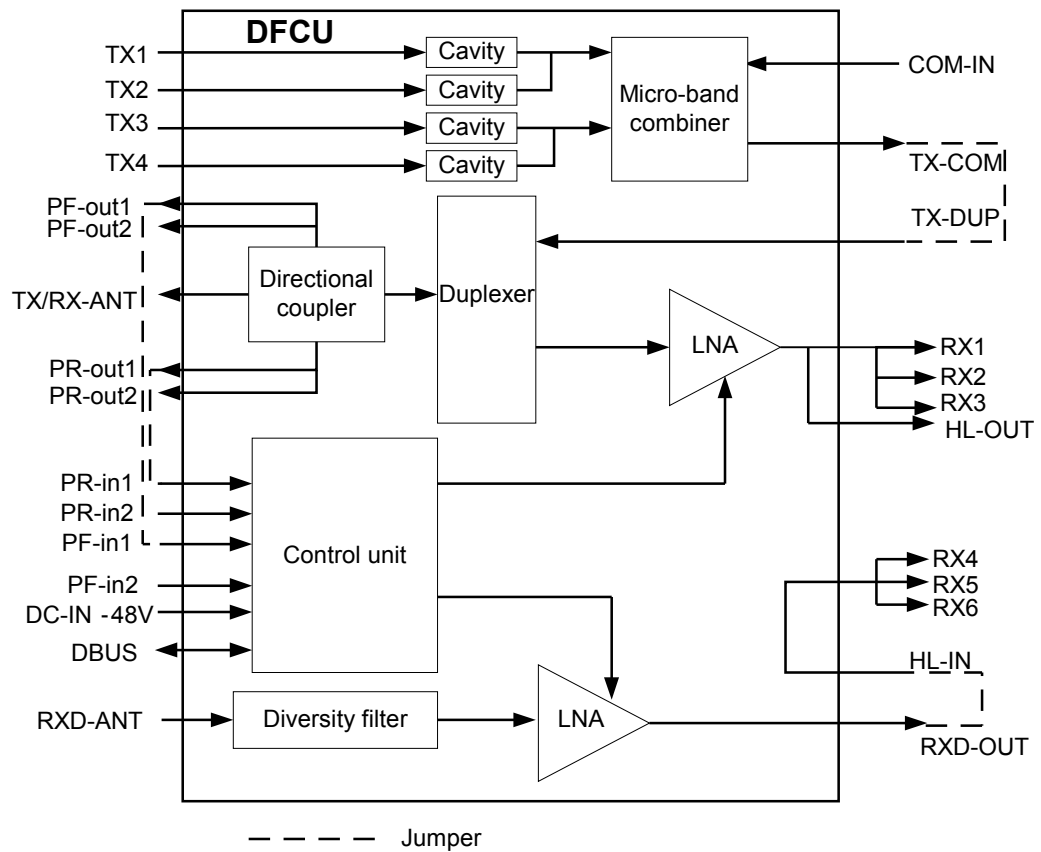 DFCU
TX1
Cavity
TX2
Cavity
TX3
Cavity
TX4
Cavity
Micro-band
combiner
COM-IN
TX-COM
TX-DUP
PF-out1
PF-out2
TX/RX-ANT
Directional
coupler
Duplexer
LNA
PR-out1
PR-out2
RX1
RX2
RX3
HL-OUT
PR-in1
PR-in2
PF-in1
PF-in2
DC-IN -48V
DBUS
Control unit
RX4
RX5
RX6
HL-IN
RXD-ANT
Diversity filter
LNA
RXD-OUT
Jumper